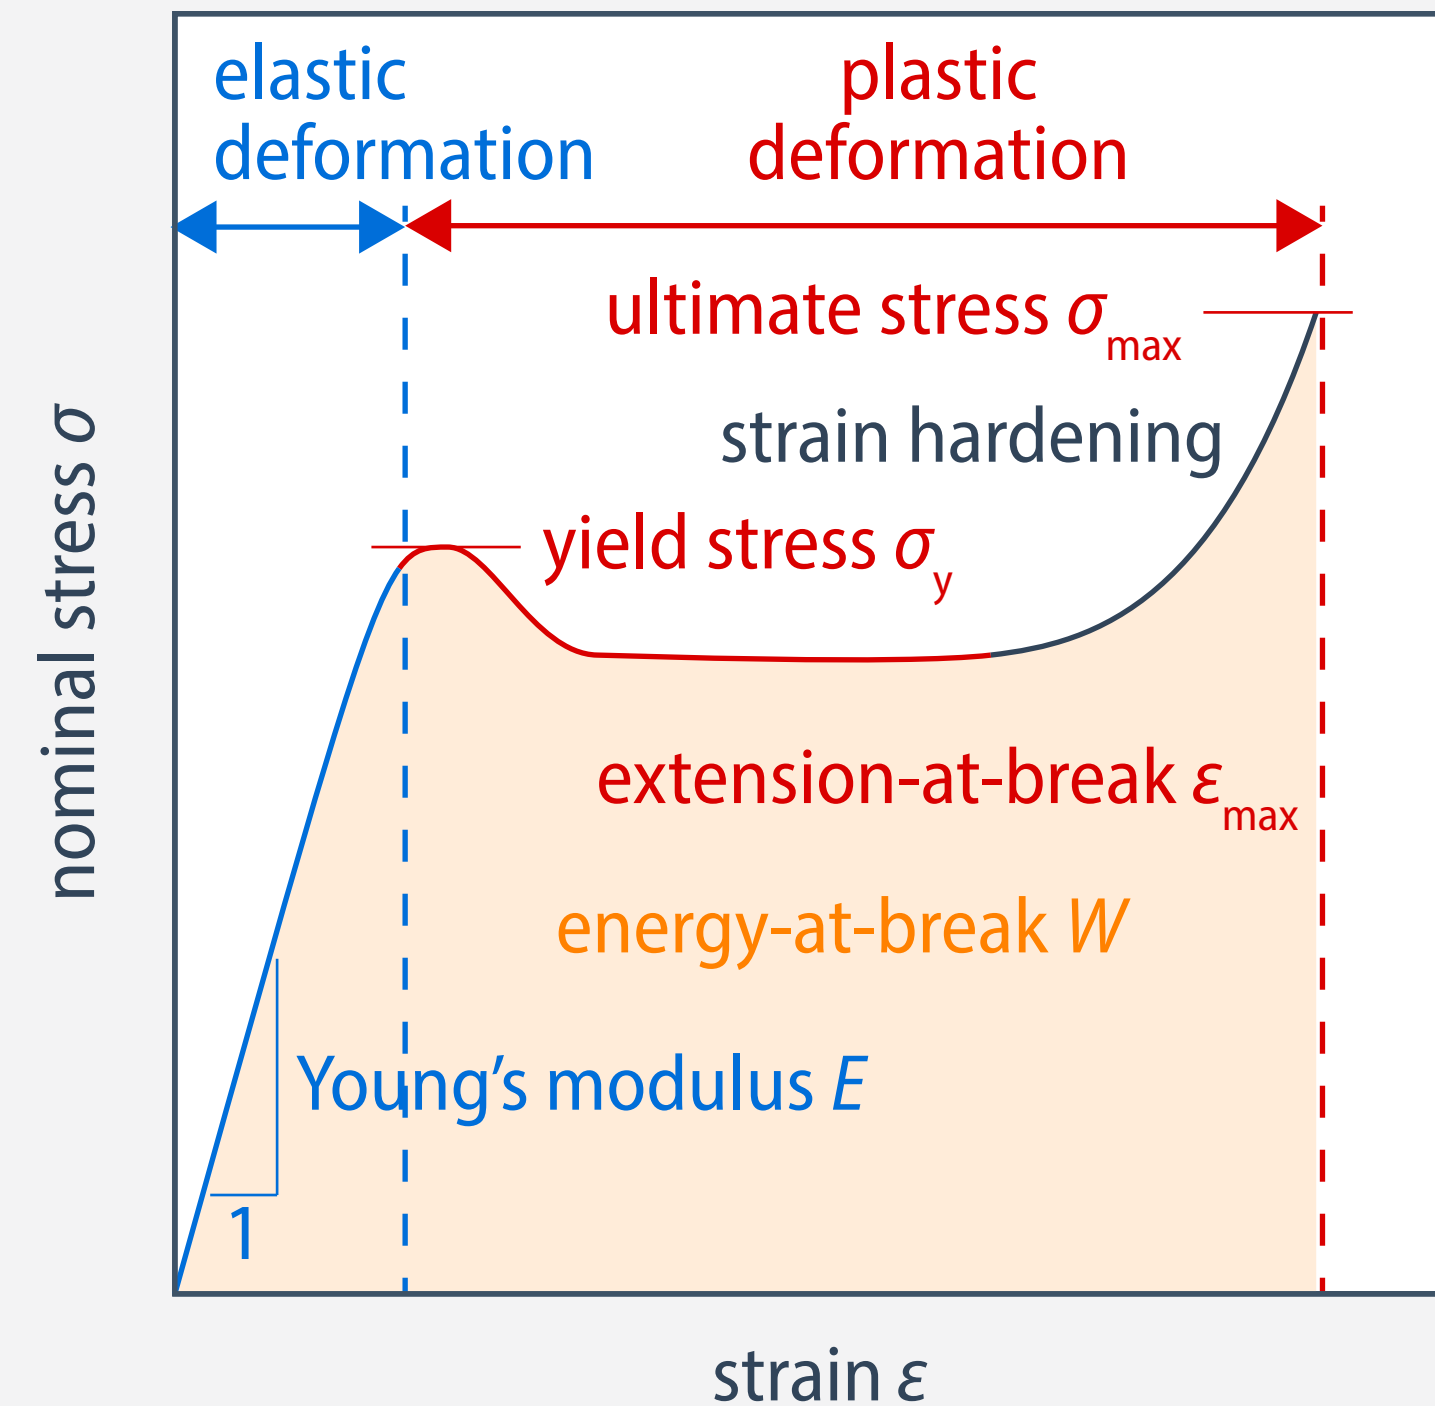 elastic
deformation
plastic
deformation
ultimate stress σmax
strain hardening
yield stress σy
extension-at-break εmax
energy-at-break W
Young’s modulus E
1
nominal stress σ
strain ε